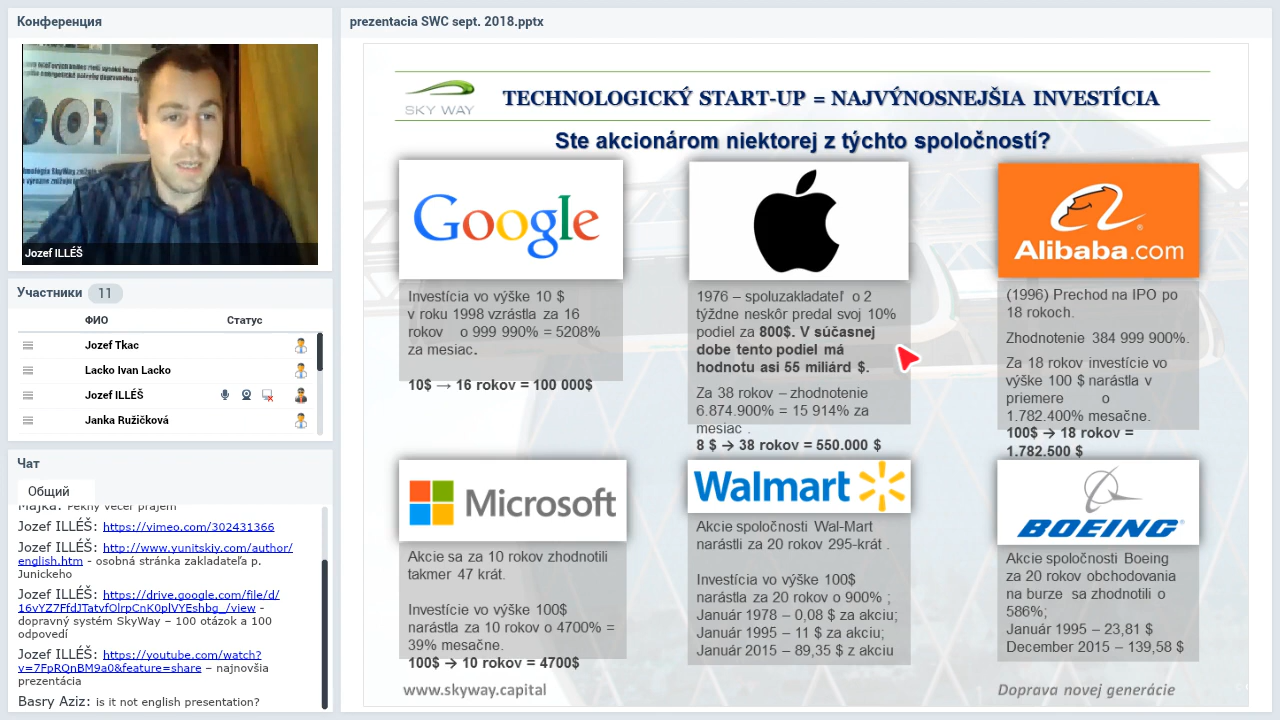 Конференция
ového oceľových kordov tried vysokú bezpeč
Jozef ILLÉŠ
Участники 11
ФИО Статус
Jozef Tkac
Lacko Ivan Lacko
Jozef ILLÉŠ
Janka Ružičková
Чат
Общий
Majka: Pekný večer prajem
Jozef ILLÉŠ: https://vimeo.com/302431366
Jozef ILLÉŠ: http://www.yunitskiy.com/author/
english.htm - osobná stránka zakladateľa p.
Junickeho
Jozef ILLÉŠ: https://drive.google.com/file/d/
16vYZ7FfdJTatvfOlrpCnK0plVYEshbg_/view -
dopravný systém SkyWay – 100 otázok a 100
odpovedí
Jozef ILLÉŠ: https://youtube.com/watch?
v=7FpRQnBM9a0&feature=share – najnovšia
prezentácia
Basry Aziz: is it not english presentation?
prezentacia SWC sept. 2018.pptx
SKY WAY
TECHNOLOGICKÝ START-UP = NAJVÝNOSNEJŠIA INVESTÍCIA
Ste akcionárom niektorej z týchto spoločností?
Google
Investícia vo výške 10 $
v roku 1998 vzrástla za 16
rokov o 999 990% = 5208%
za mesiac.
10$ → 16 rokov = 100 000$
1976 – spoluzakladateľ o 2
týždne neskôr predal svoj 10%
podiel za 800$. V súčasnej
dobe tento podiel má
hodnotu asi 55 miliárd $.
Za 38 rokov – zhodnotenie
6.874.900% = 15 914% za
mesiac .
8 $ → 38 rokov = 550.000 $
Alibaba.com
(1996) Prechod na IPO po
18 rokoch.
Zhodnotenie 384 999 900%.
Za 18 rokov investície vo
výške 100 $ narástla v
priemere o
1.782.400% mesačne.
100$ → 18 rokov =
1.782.500 $
Microsoft
Akcie sa za 10 rokov zhodnotili
takmer 47 krát.
Investície vo výške 100$
narástla za 10 rokov o 4700% =
39% mesačne.
100$ → 10 rokov = 4700$
Walmart
Akcie spoločnosti Wal-Mart
narástli za 20 rokov 295-krát .
Investícia vo výške 100$
narástla za 20 rokov o 900% ;
Január 1978 – 0,08 $ za akciu;
Január 1995 – 11 $ za akciu;
Január 2015 – 89,35 $ z akciu
BOEING
Akcie spoločnosti Boeing
za 20 rokov obchodovania
na burze sa zhodnotili o
586%;
Január 1995 – 23,81 $
December 2015 – 139,58 $
www.skyway.capital
Doprava novej generácie